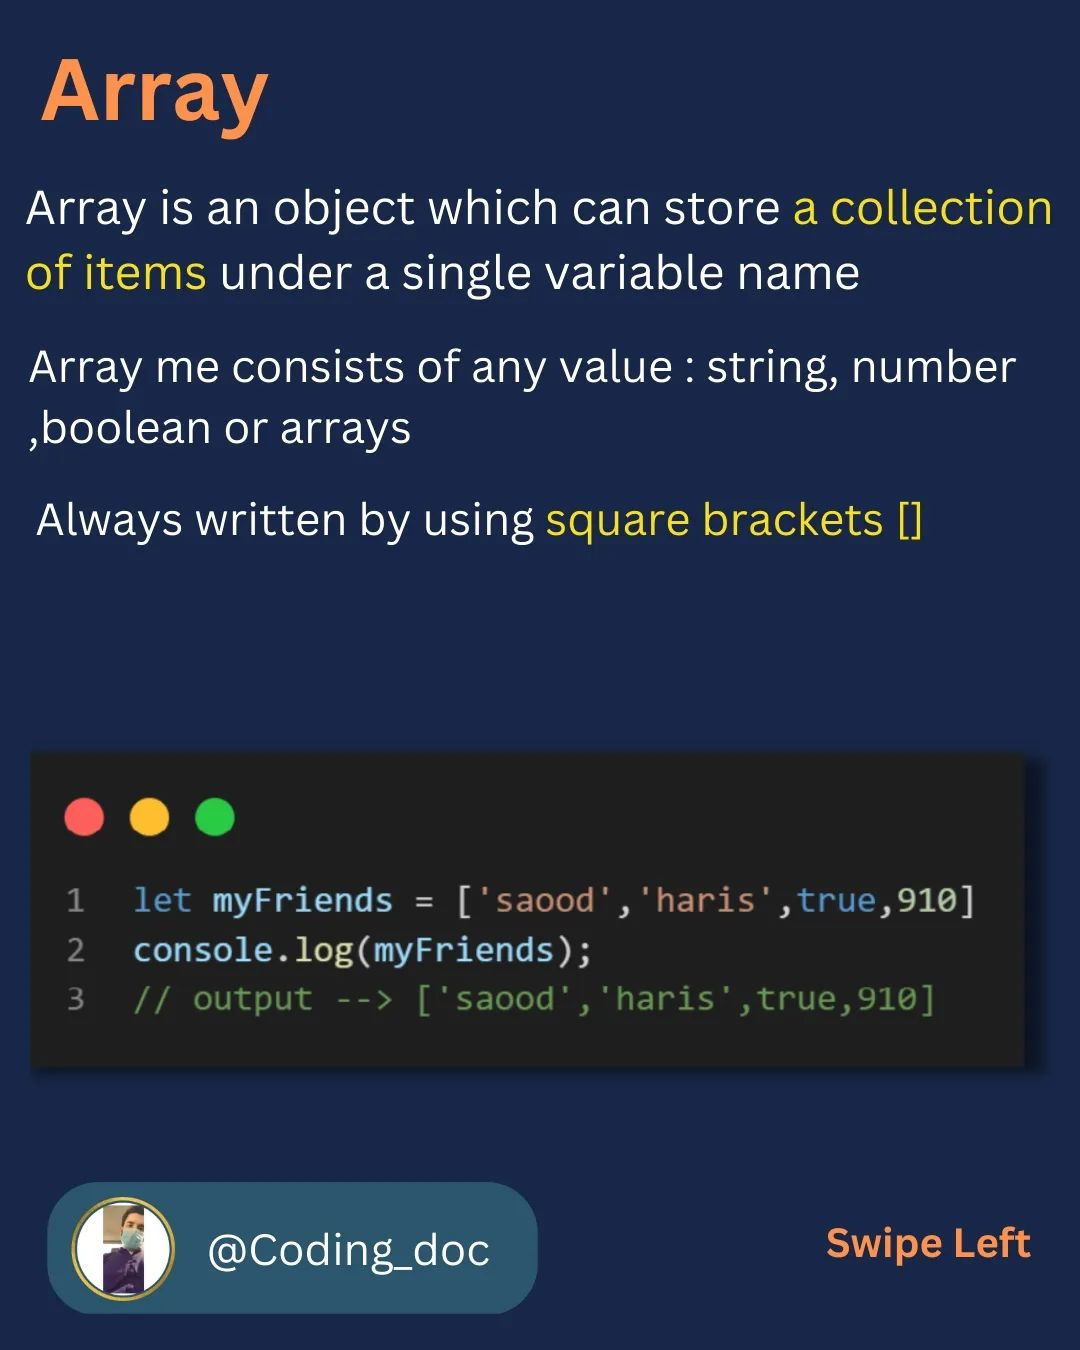 Array
Array is an object which can store a collection
of items under a single variable name
Array me consists of any value : string, number
,boolean or arrays
Always written by using square brackets []
1 let myFriends = ['saood','haris',true,910]
2 console.log(myFriends);
3 // output --> ['saood','haris',true,910]
@Coding_doc
Swipe Left